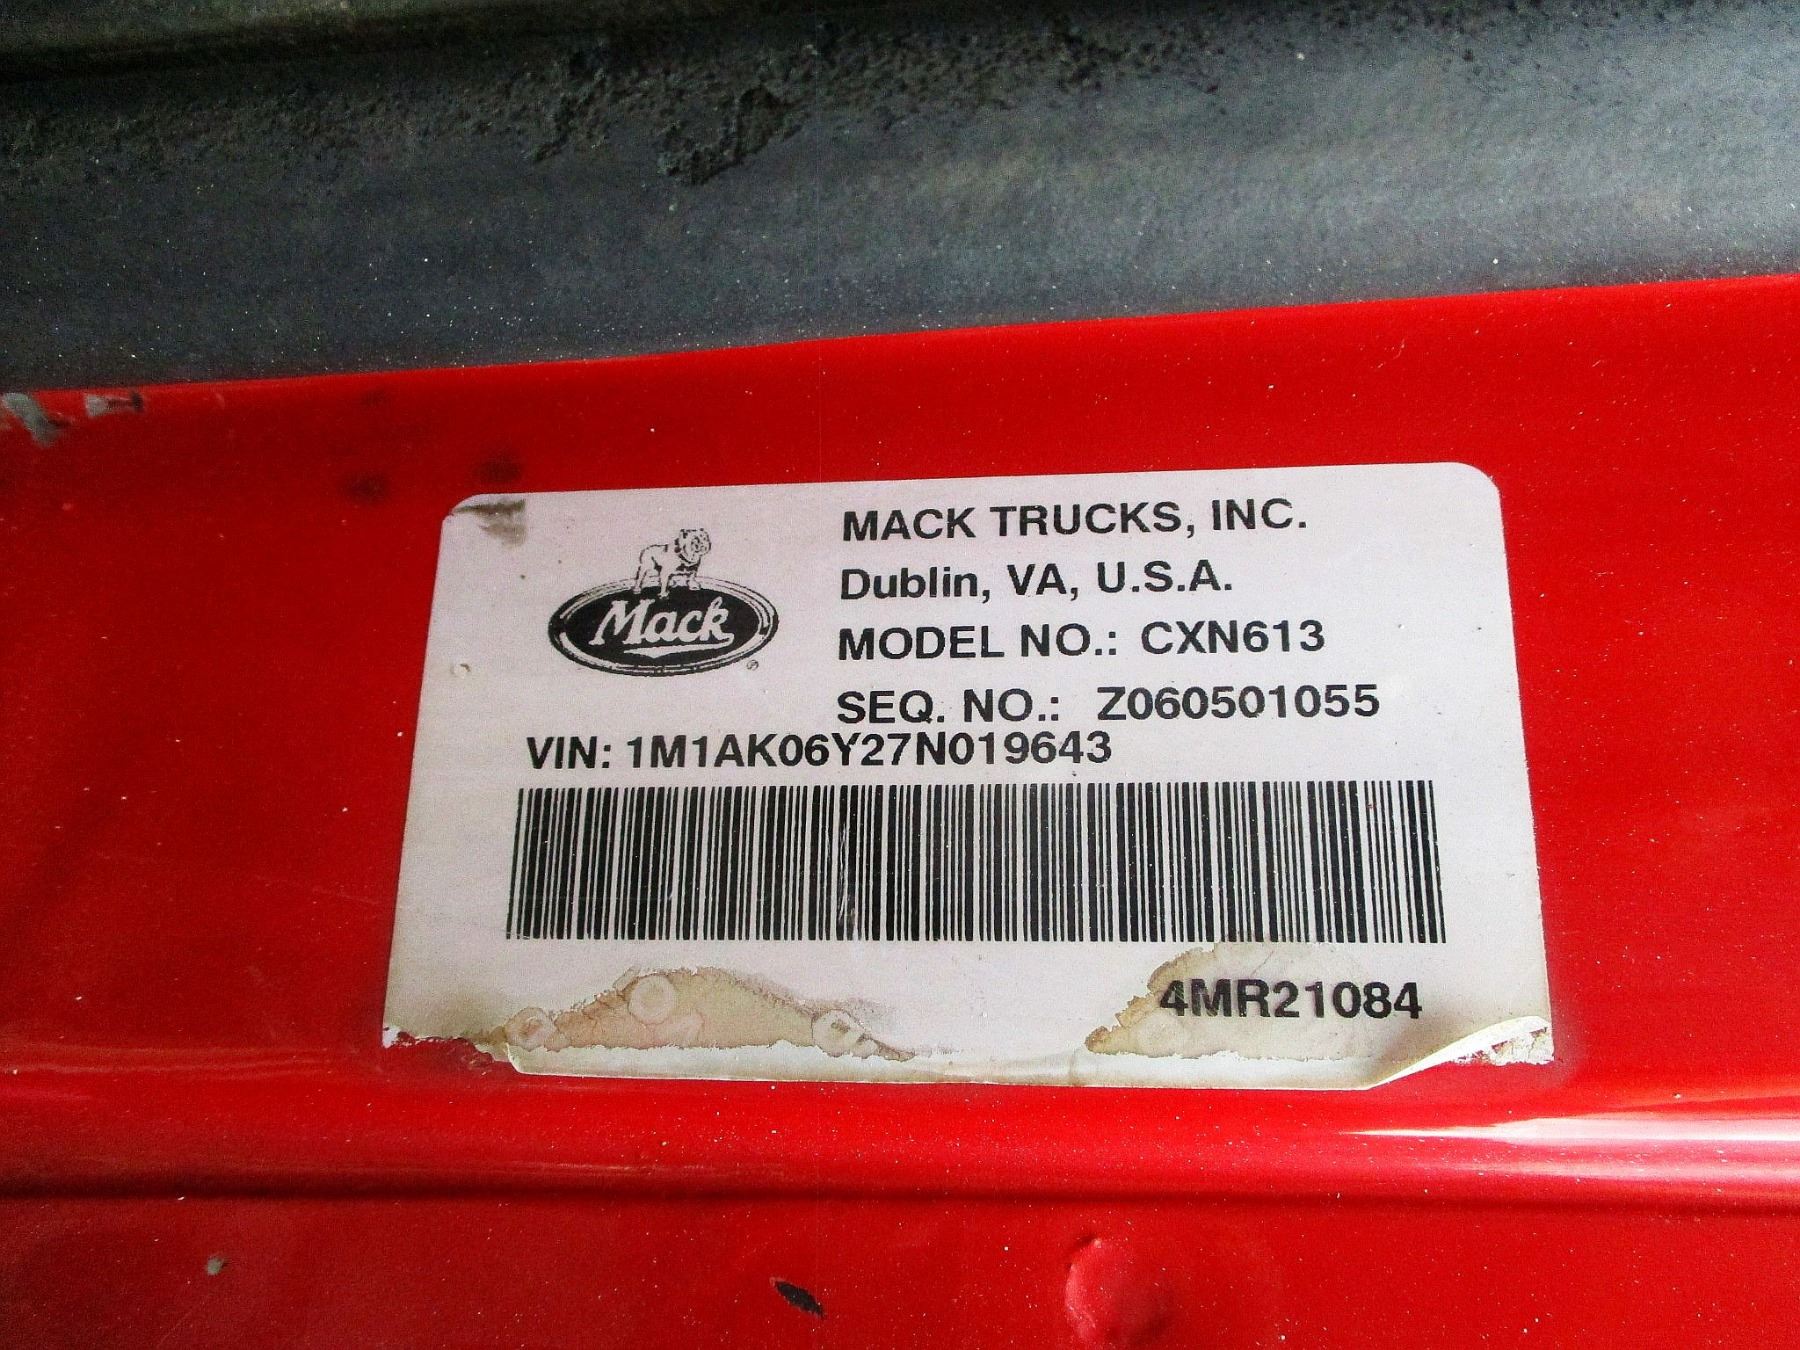 Mack
MACK TRUCKS, INC.
Dublin, VA, U.S.A.
MODEL NO.: CXN613
SEQ. NO.: Z060501055
VIN: 1M1AK06Y27N019643
4MR21084